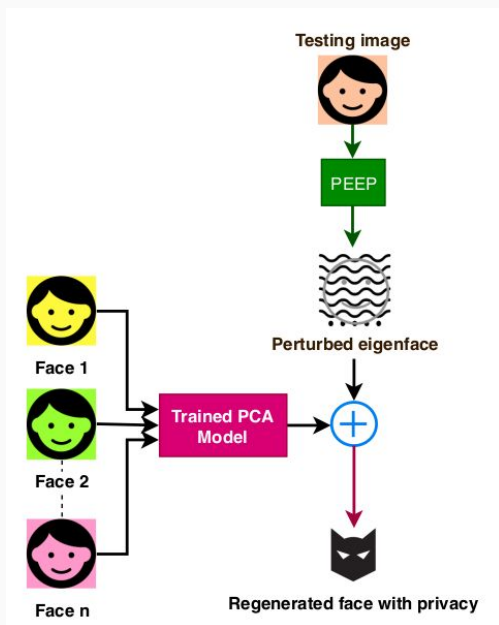 Testing image
PEEP
Perturbed eigenface
Face 1
Trained PCA
Model
Face 2
Face n
Regenerated face with privacy